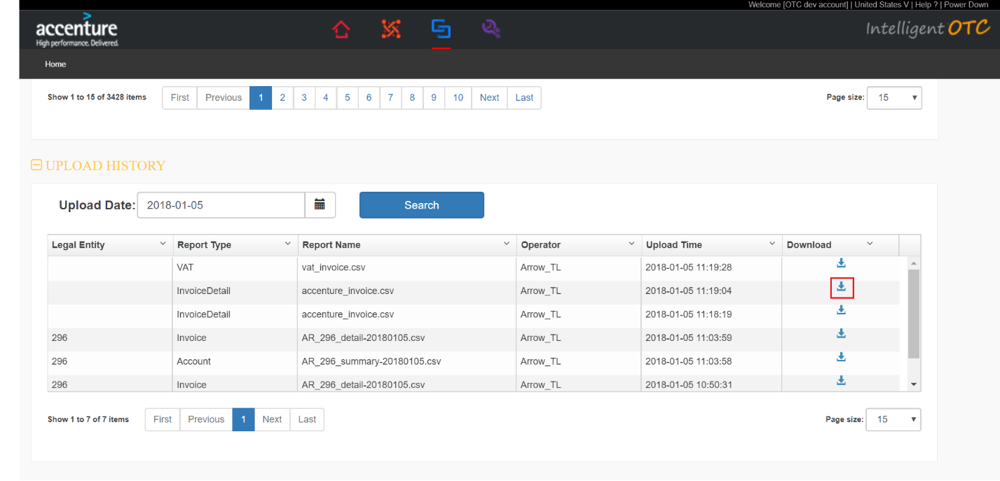 Welcome [OTC dev account] | United States V | Help ? | Power Down
accenture
High performance. Delivered.
Intelligent OTC
Home
Show 1 to 15 of 3428 items First Previous 1 2 3 4 5 6 7 8 9 10 Next Last Page size: 15
UPLOAD HISTORY
Upload Date: 2018-01-05 Search
Legal Entity Report Type Report Name Operator Upload Time Download
VAT vat_invoice.csv Arrow_TL 2018-01-05 11:19:28
InvoiceDetail accenture_invoice.csv Arrow_TL 2018-01-05 11:19:04
InvoiceDetail accenture_invoice.csv Arrow_TL 2018-01-05 11:18:19
296 Invoice AR_296_detail-20180105.csv Arrow_TL 2018-01-05 11:03:59
296 Account AR_296_summary-20180105.csv Arrow_TL 2018-01-05 11:03:58
296 Invoice AR_296_detail-20180105.csv Arrow_TL 2018-01-05 10:50:31
Show 1 to 7 of 7 items First Previous 1 Next Last Page size: 15